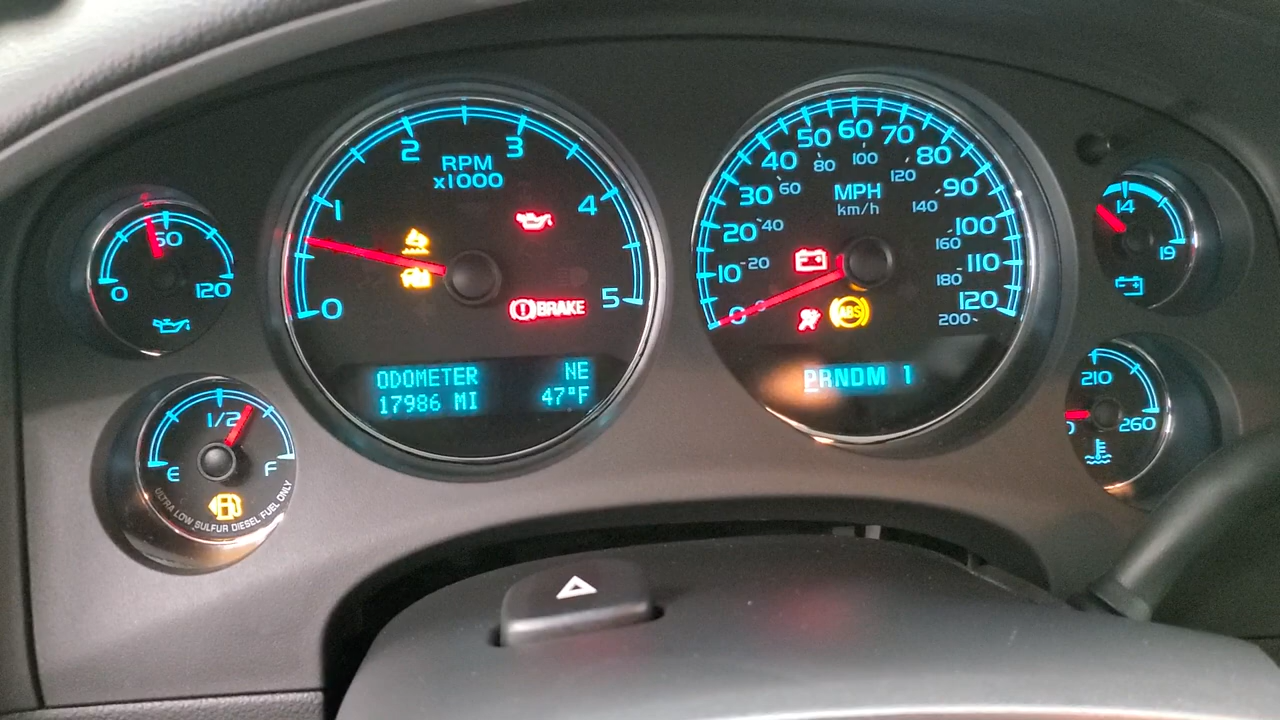 60
0
120
1/2
E
F
ULTRA LOW SULFUR DIESEL FUEL ONLY
RPM
x1000
0
1
2
3
4
5
BRAKE
ODOMETER
17986 MI
NE
47°F
MPH
km/h
0
10
20
30
40
50
60
70
80
90
100
110
120
0
20
40
60
80
100
120
140
160
180
200
ABS
PRNDM 1
14
19
210
260